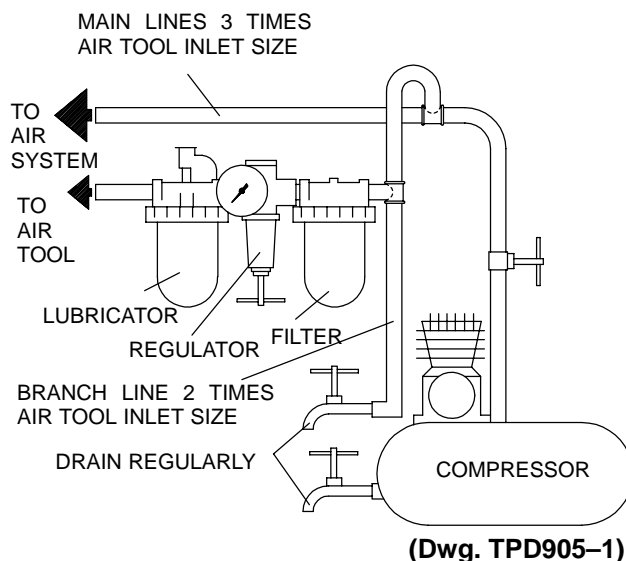 MAIN LINES 3 TIMES
AIR TOOL INLET SIZE
TO
AIR
SYSTEM
TO
AIR
TOOL
LUBRICATOR
REGULATOR
FILTER
BRANCH LINE 2 TIMES
AIR TOOL INLET SIZE
DRAIN REGULARLY
COMPRESSOR
(Dwg. TPD905–1)